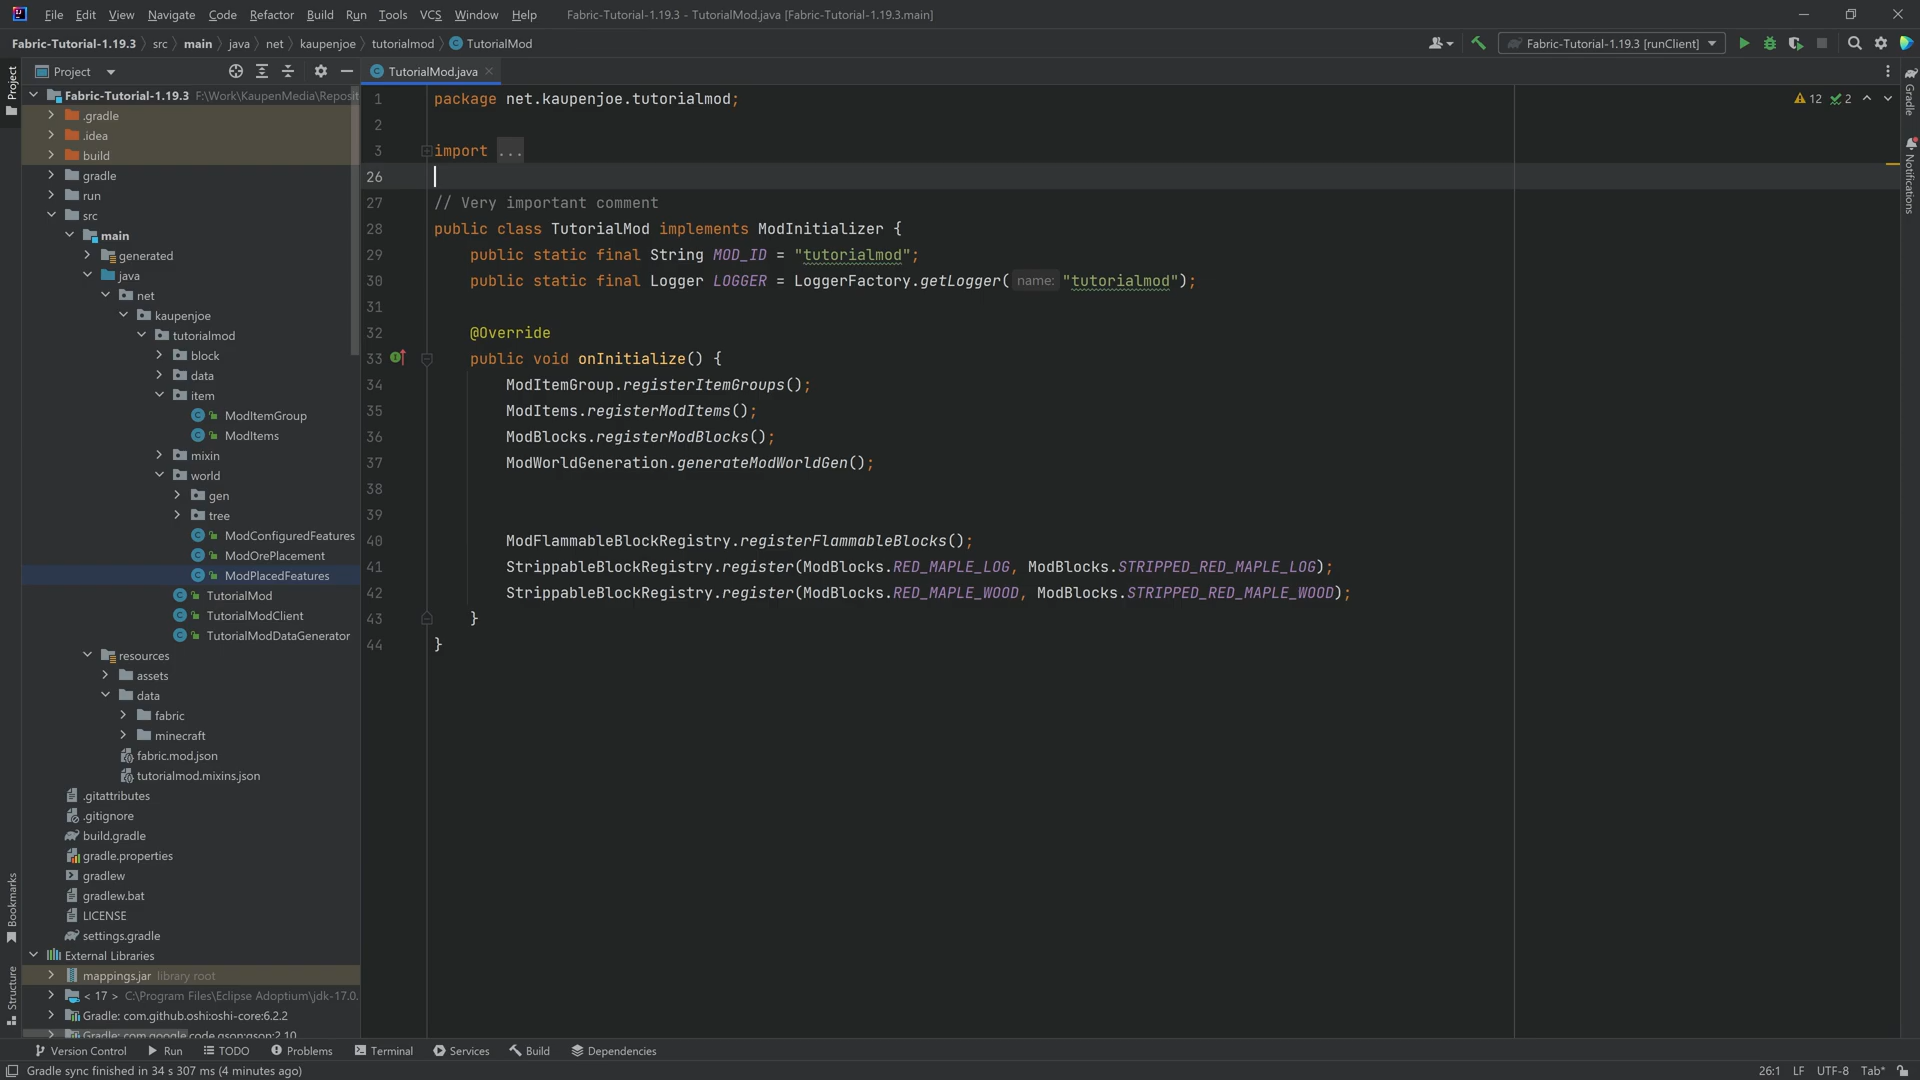 File Edit View Navigate Code Refactor Build Run Tools VCS Window Help Fabric-Tutorial-1.19.3 - TutorialMod.java [Fabric-Tutorial-1.19.3.main]
Fabric-Tutorial-1.19.3 src main java net kaupenjoe tutorialmod TutorialMod Fabric-Tutorial-1.19.3 [runClient]
Project
Project
TutorialMod.java
Fabric-Tutorial-1.19.3 F:\Work\KaupenMedia\Reposit
.gradle
.idea
build
gradle
run
src
main
generated
java
net
kaupenjoe
tutorialmod
block
data
item
ModItemGroup
ModItems
mixin
world
gen
tree
ModConfiguredFeatures
ModOrePlacement
ModPlacedFeatures
TutorialMod
TutorialModClient
TutorialModDataGenerator
resources
assets
data
fabric
minecraft
fabric.mod.json
tutorialmod.mixins.json
.gitattributes
.gitignore
build.gradle
gradle.properties
gradlew
gradlew.bat
LICENSE
settings.gradle
External Libraries
mappings.jar library root
< 17 > C:\Program Files\Eclipse Adoptium\jdk-17.0.
Gradle: com.github.oshi:oshi-core:6.2.2
Gradle: com.google.code.gson:gson:2.10
1 package net.kaupenjoe.tutorialmod;
2
3 import ...
26
27 // Very important comment
28 public class TutorialMod implements ModInitializer {
29 public static final String MOD_ID = "tutorialmod";
30 public static final Logger LOGGER = LoggerFactory.getLogger( name: "tutorialmod");
31
32 @Override
33 public void onInitialize() {
34 ModItemGroup.registerItemGroups();
35 ModItems.registerModItems();
36 ModBlocks.registerModBlocks();
37 ModWorldGeneration.generateModWorldGen();
38
39
40 ModFlammableBlockRegistry.registerFlammableBlocks();
41 StrippableBlockRegistry.register(ModBlocks.RED_MAPLE_LOG, ModBlocks.STRIPPED_RED_MAPLE_LOG);
42 StrippableBlockRegistry.register(ModBlocks.RED_MAPLE_WOOD, ModBlocks.STRIPPED_RED_MAPLE_WOOD);
43 }
44 }
12 2
Gradle
Notifications
Bookmarks
Structure
Version Control Run TODO Problems Terminal Services Build Dependencies
Gradle sync finished in 34 s 307 ms (4 minutes ago) 26:1 LF UTF-8 Tab*